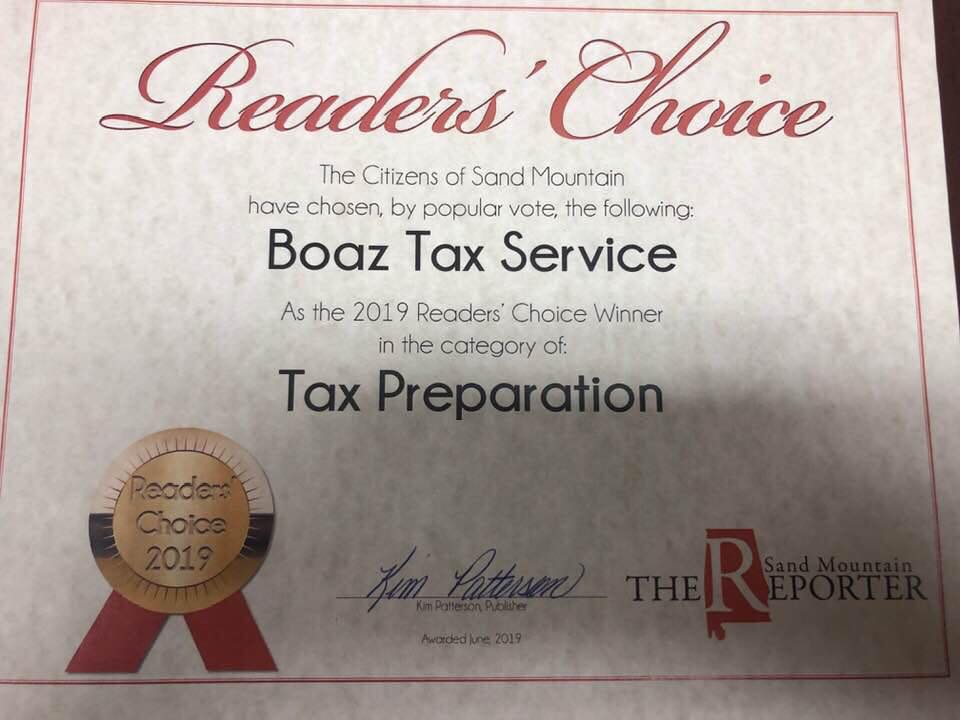 Readers' Choice
The Citizens of Sand Mountain
have chosen, by popular vote, the following:
Boaz Tax Service
As the 2019 Readers' Choice Winner
in the category of:
Tax Preparation
Readers'
Choice
2019
Kim Patterson
Kim Patterson, Publisher
Awarded June, 2019
Sand Mountain
THE REPORTER